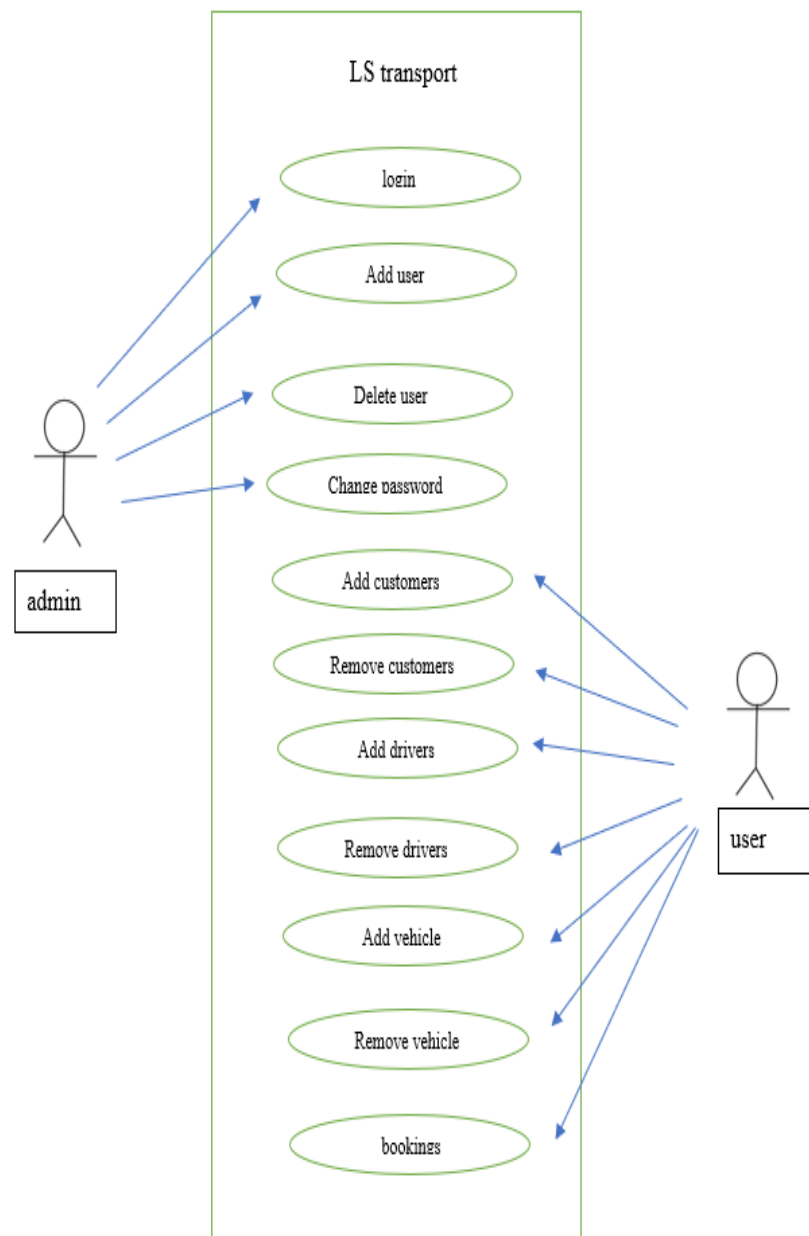 LS transport
login
Add user
Delete user
Change password
admin
Add customers
Remove customers
Add drivers
Remove drivers
user
Add vehicle
Remove vehicle
bookings